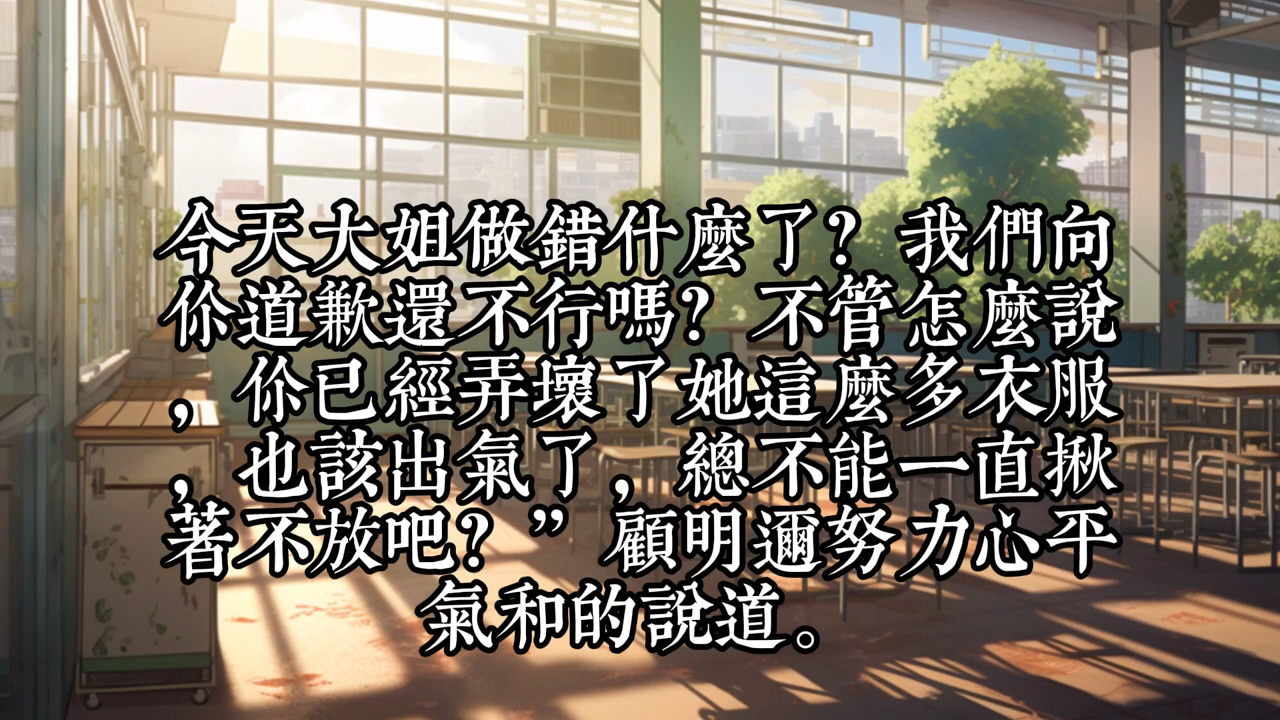 今天大姐做錯什麼了？我們向
你道歉還不行嗎？不管怎麼說
，你已經弄壞了她這麼多衣服
，也該出氣了，總不能一直揪
著不放吧？”顧明邇努力心平
氣和的說道。